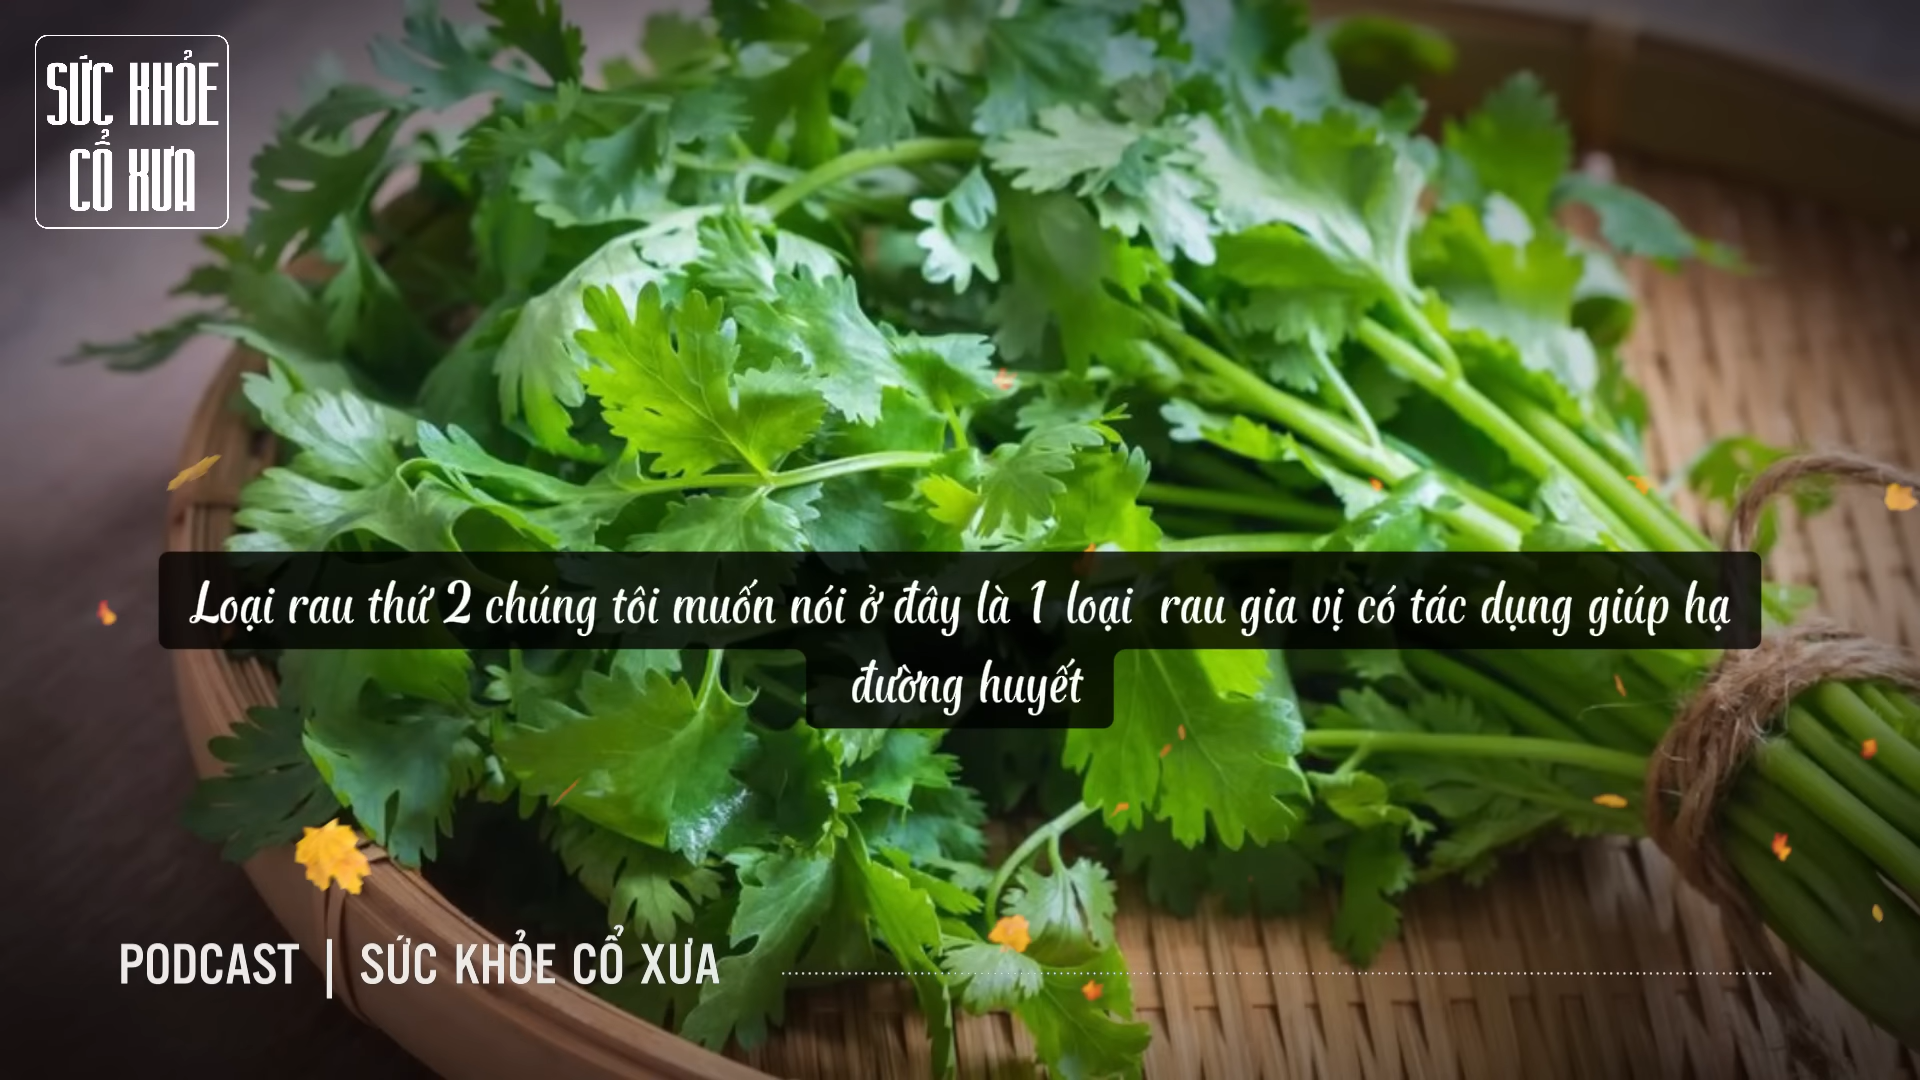 SỨC KHỎE
CỔ XƯA
Loại rau thứ 2 chúng tôi muốn nói ở đây là 1 loại  rau gia vị có tác dụng giúp hạ
đường huyết
PODCAST | SỨC KHỎE CỔ XƯA